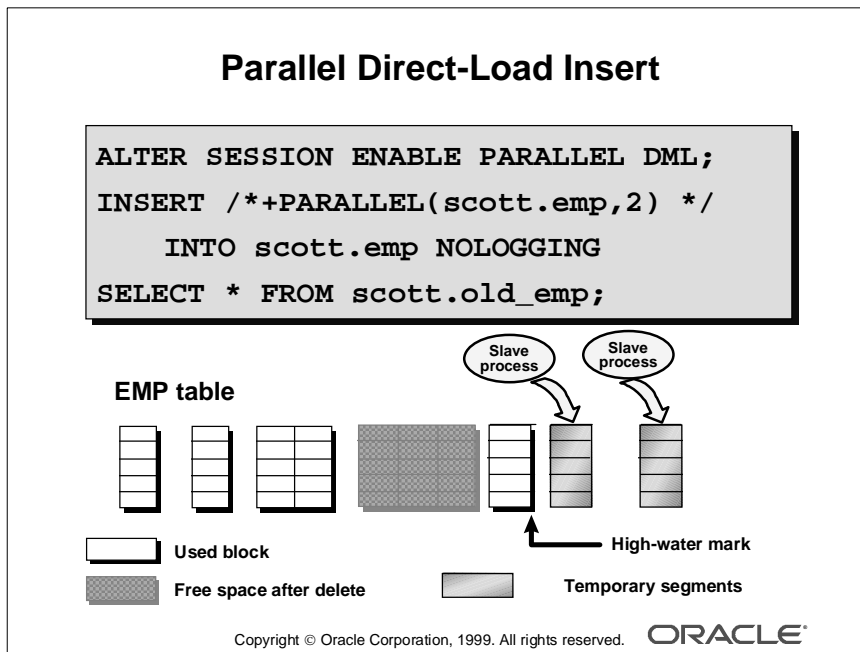 Parallel Direct-Load Insert
ALTER SESSION ENABLE PARALLEL DML;
INSERT /*+PARALLEL(scott.emp,2) */
INTO scott.emp NOLOGGING
SELECT * FROM scott.old_emp;
Slave
process
Slave
process
EMP table
High-water mark
Used block
Free space after delete
Temporary segments
Copyright © Oracle Corporation, 1999. All rights reserved.
ORACLE®